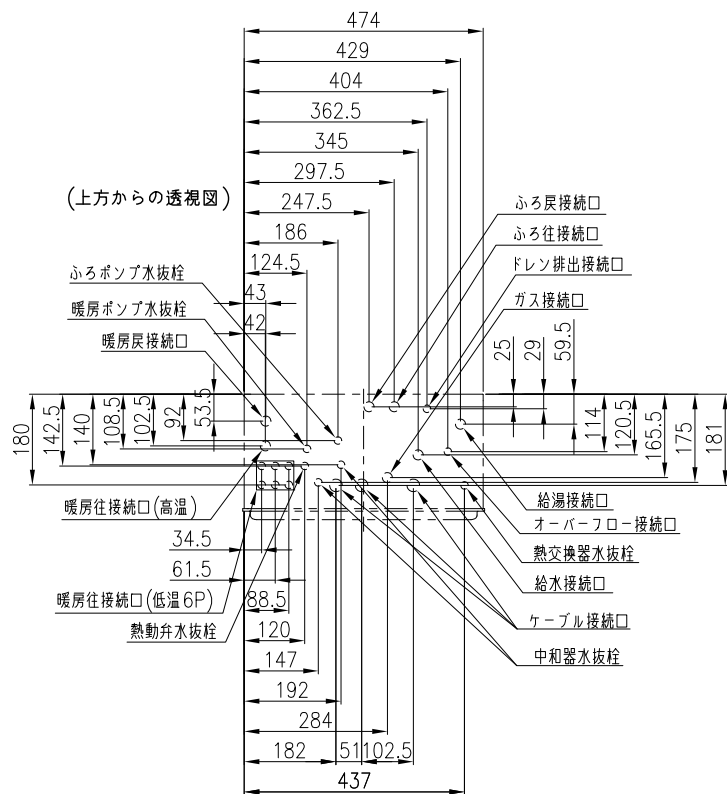 474
429
404
362.5
345
297.5
247.5
186
124.5
43
42
(上方からの透視図)
ふろポンプ水抜栓
暖房ポンプ水抜栓
暖房戻接続口
ふろ戻接続口
ふろ往接続口
ドレン排出接続口
ガス接続口
25
29
59.5
180
142.5
140
108.5
102.5
92
53.5
114
120.5
165.5
175
181
暖房往接続口(高温)
34.5
61.5
暖房往接続口(低温6P)
88.5
熱動弁水抜栓
120
147
192
284
182
51
102.5
437
給湯接続口
オーバーフロー接続口
熱交換器水抜栓
給水接続口
ケーブル接続口
中和器水抜栓